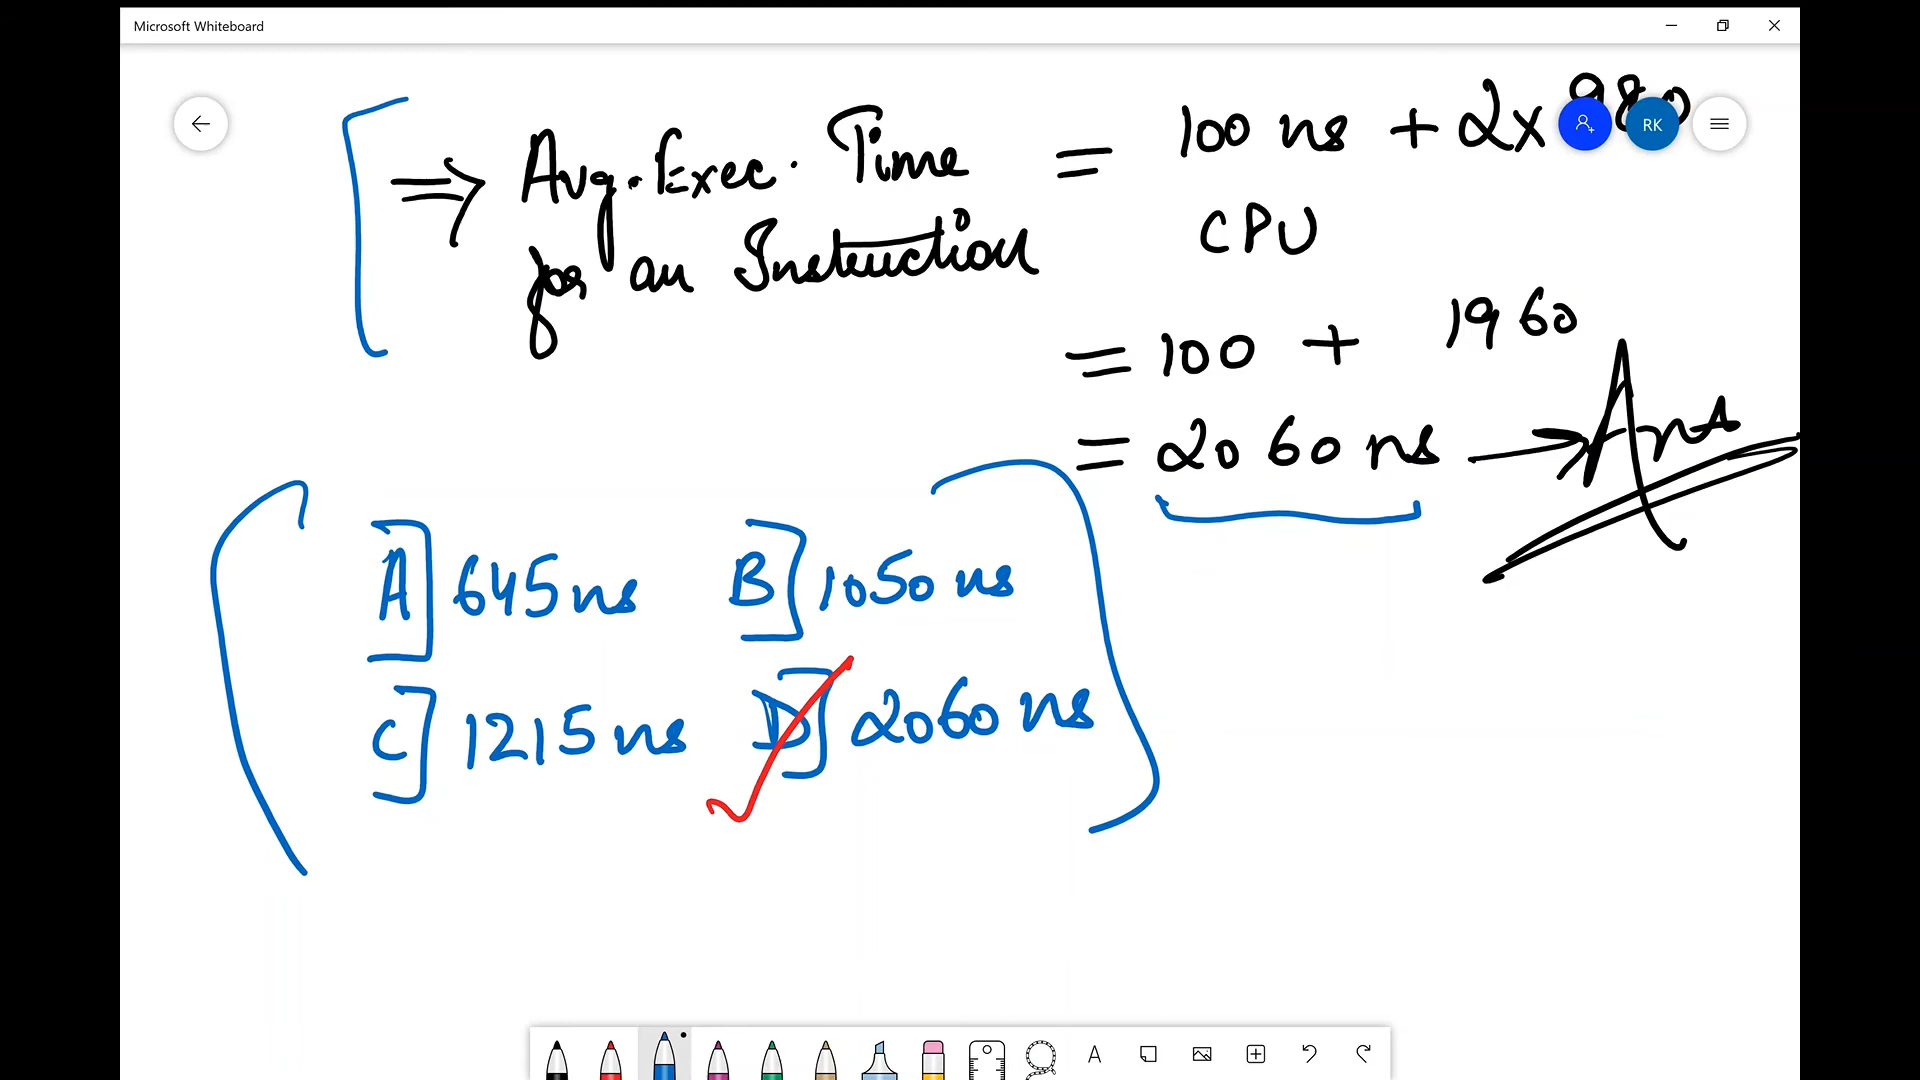 Microsoft Whiteboard
⇒ Avg. Exec. Time = 100 ns + 2x 980
RK
for an Instruction CPU
= 100 + 1960
= 2060 ns → Ans
A] 645 ns B] 1050 ns
C] 1215 ns D] 2060 ns
A